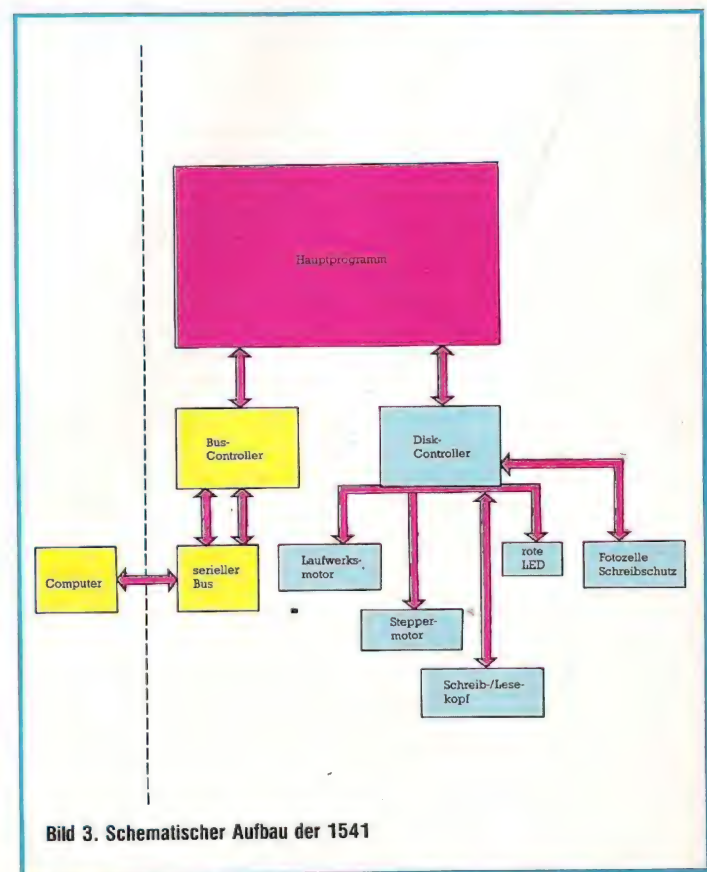 Hauptprogramm
Bus-
Controller
Disk-
Controller
Computer
serieller
Bus
Laufwerks-
motor
Stepper-
motor
Schreib-/Lese-
kopf
rote
LED
Fotozelle
Schreibschutz
Bild 3. Schematischer Aufbau der 1541